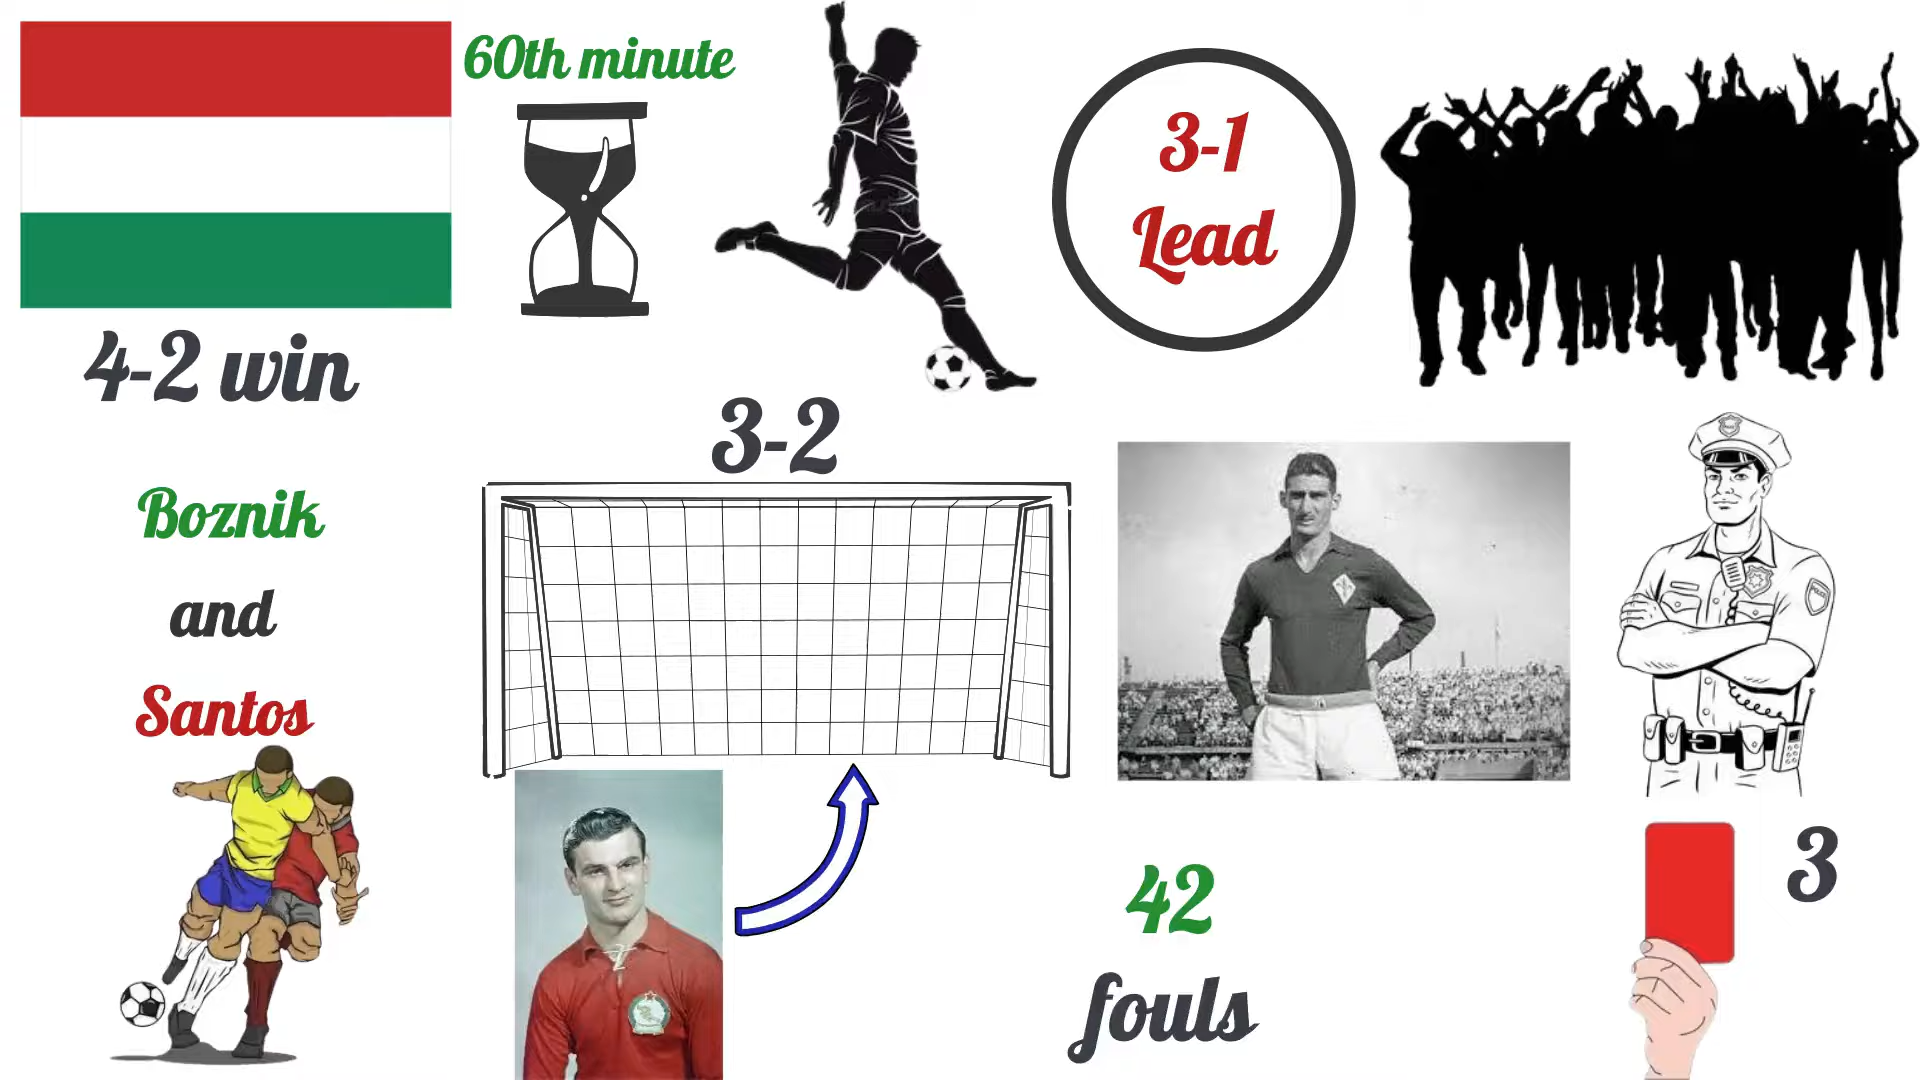 60th minute
3-1
Lead
4-2 win
3-2
Boznik
and
Santos
42
fouls
3